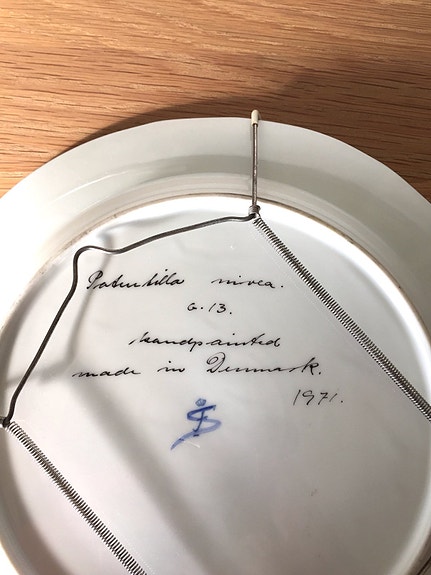 Potentilla nivea.
G.13.
handpainted
made in Denmark.
1971.